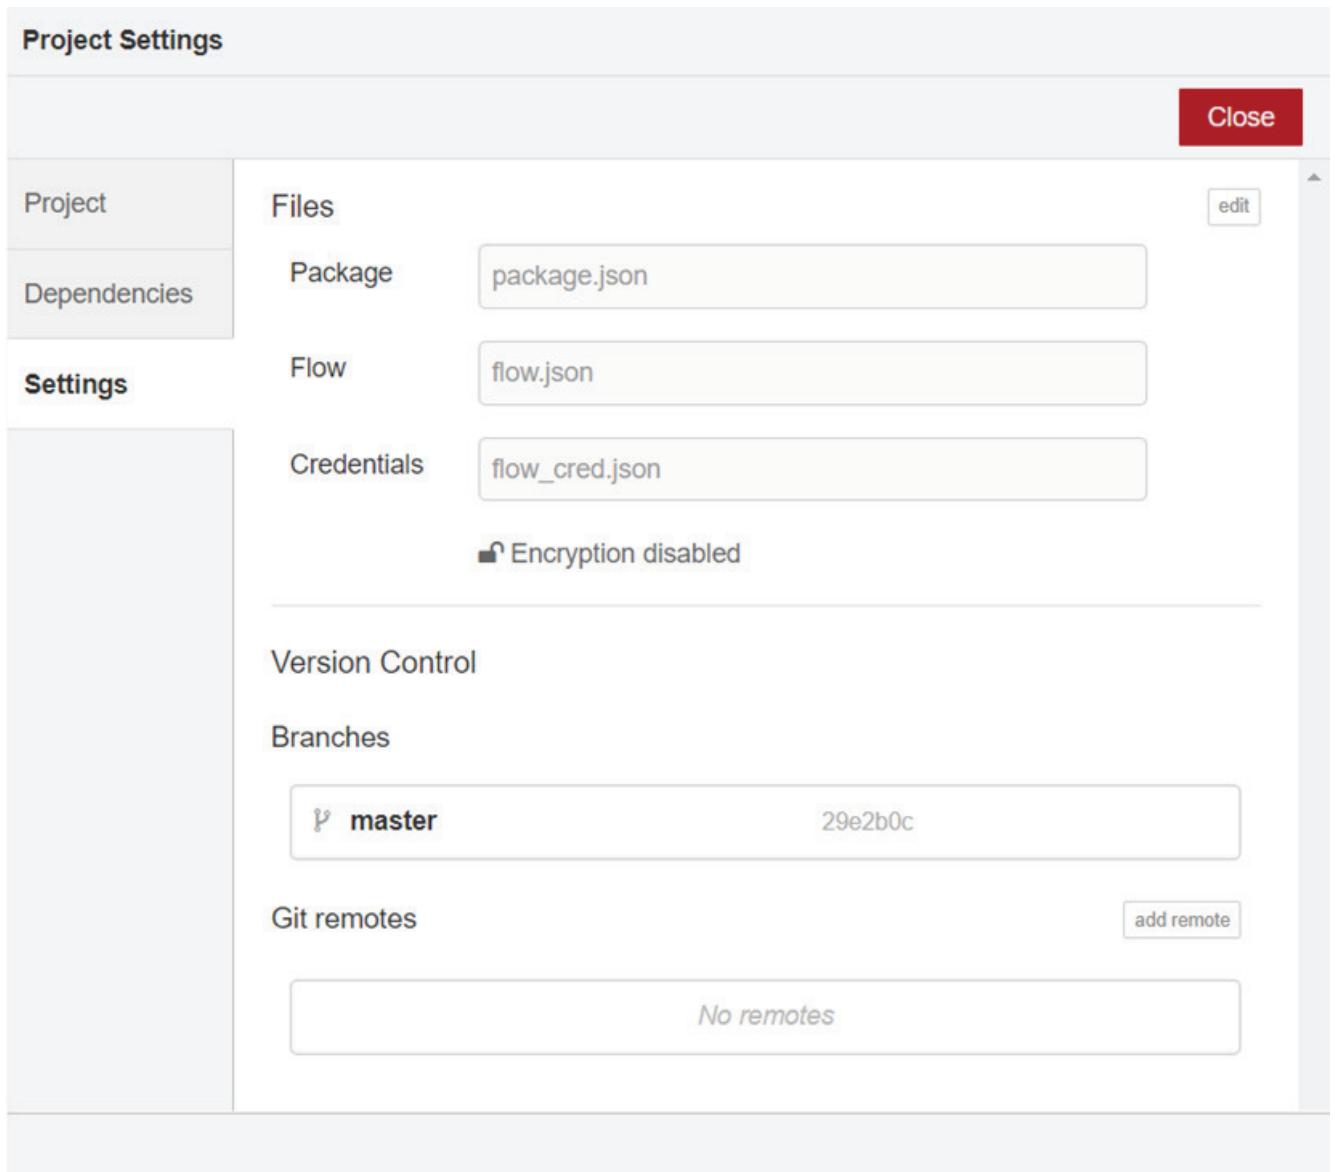 Project Settings
Close
Project
Dependencies
Settings
Files
edit
Package
package.json
Flow
flow.json
Credentials
flow_cred.json
Encryption disabled
Version Control
Branches
master 29e2b0c
Git remotes
add remote
No remotes